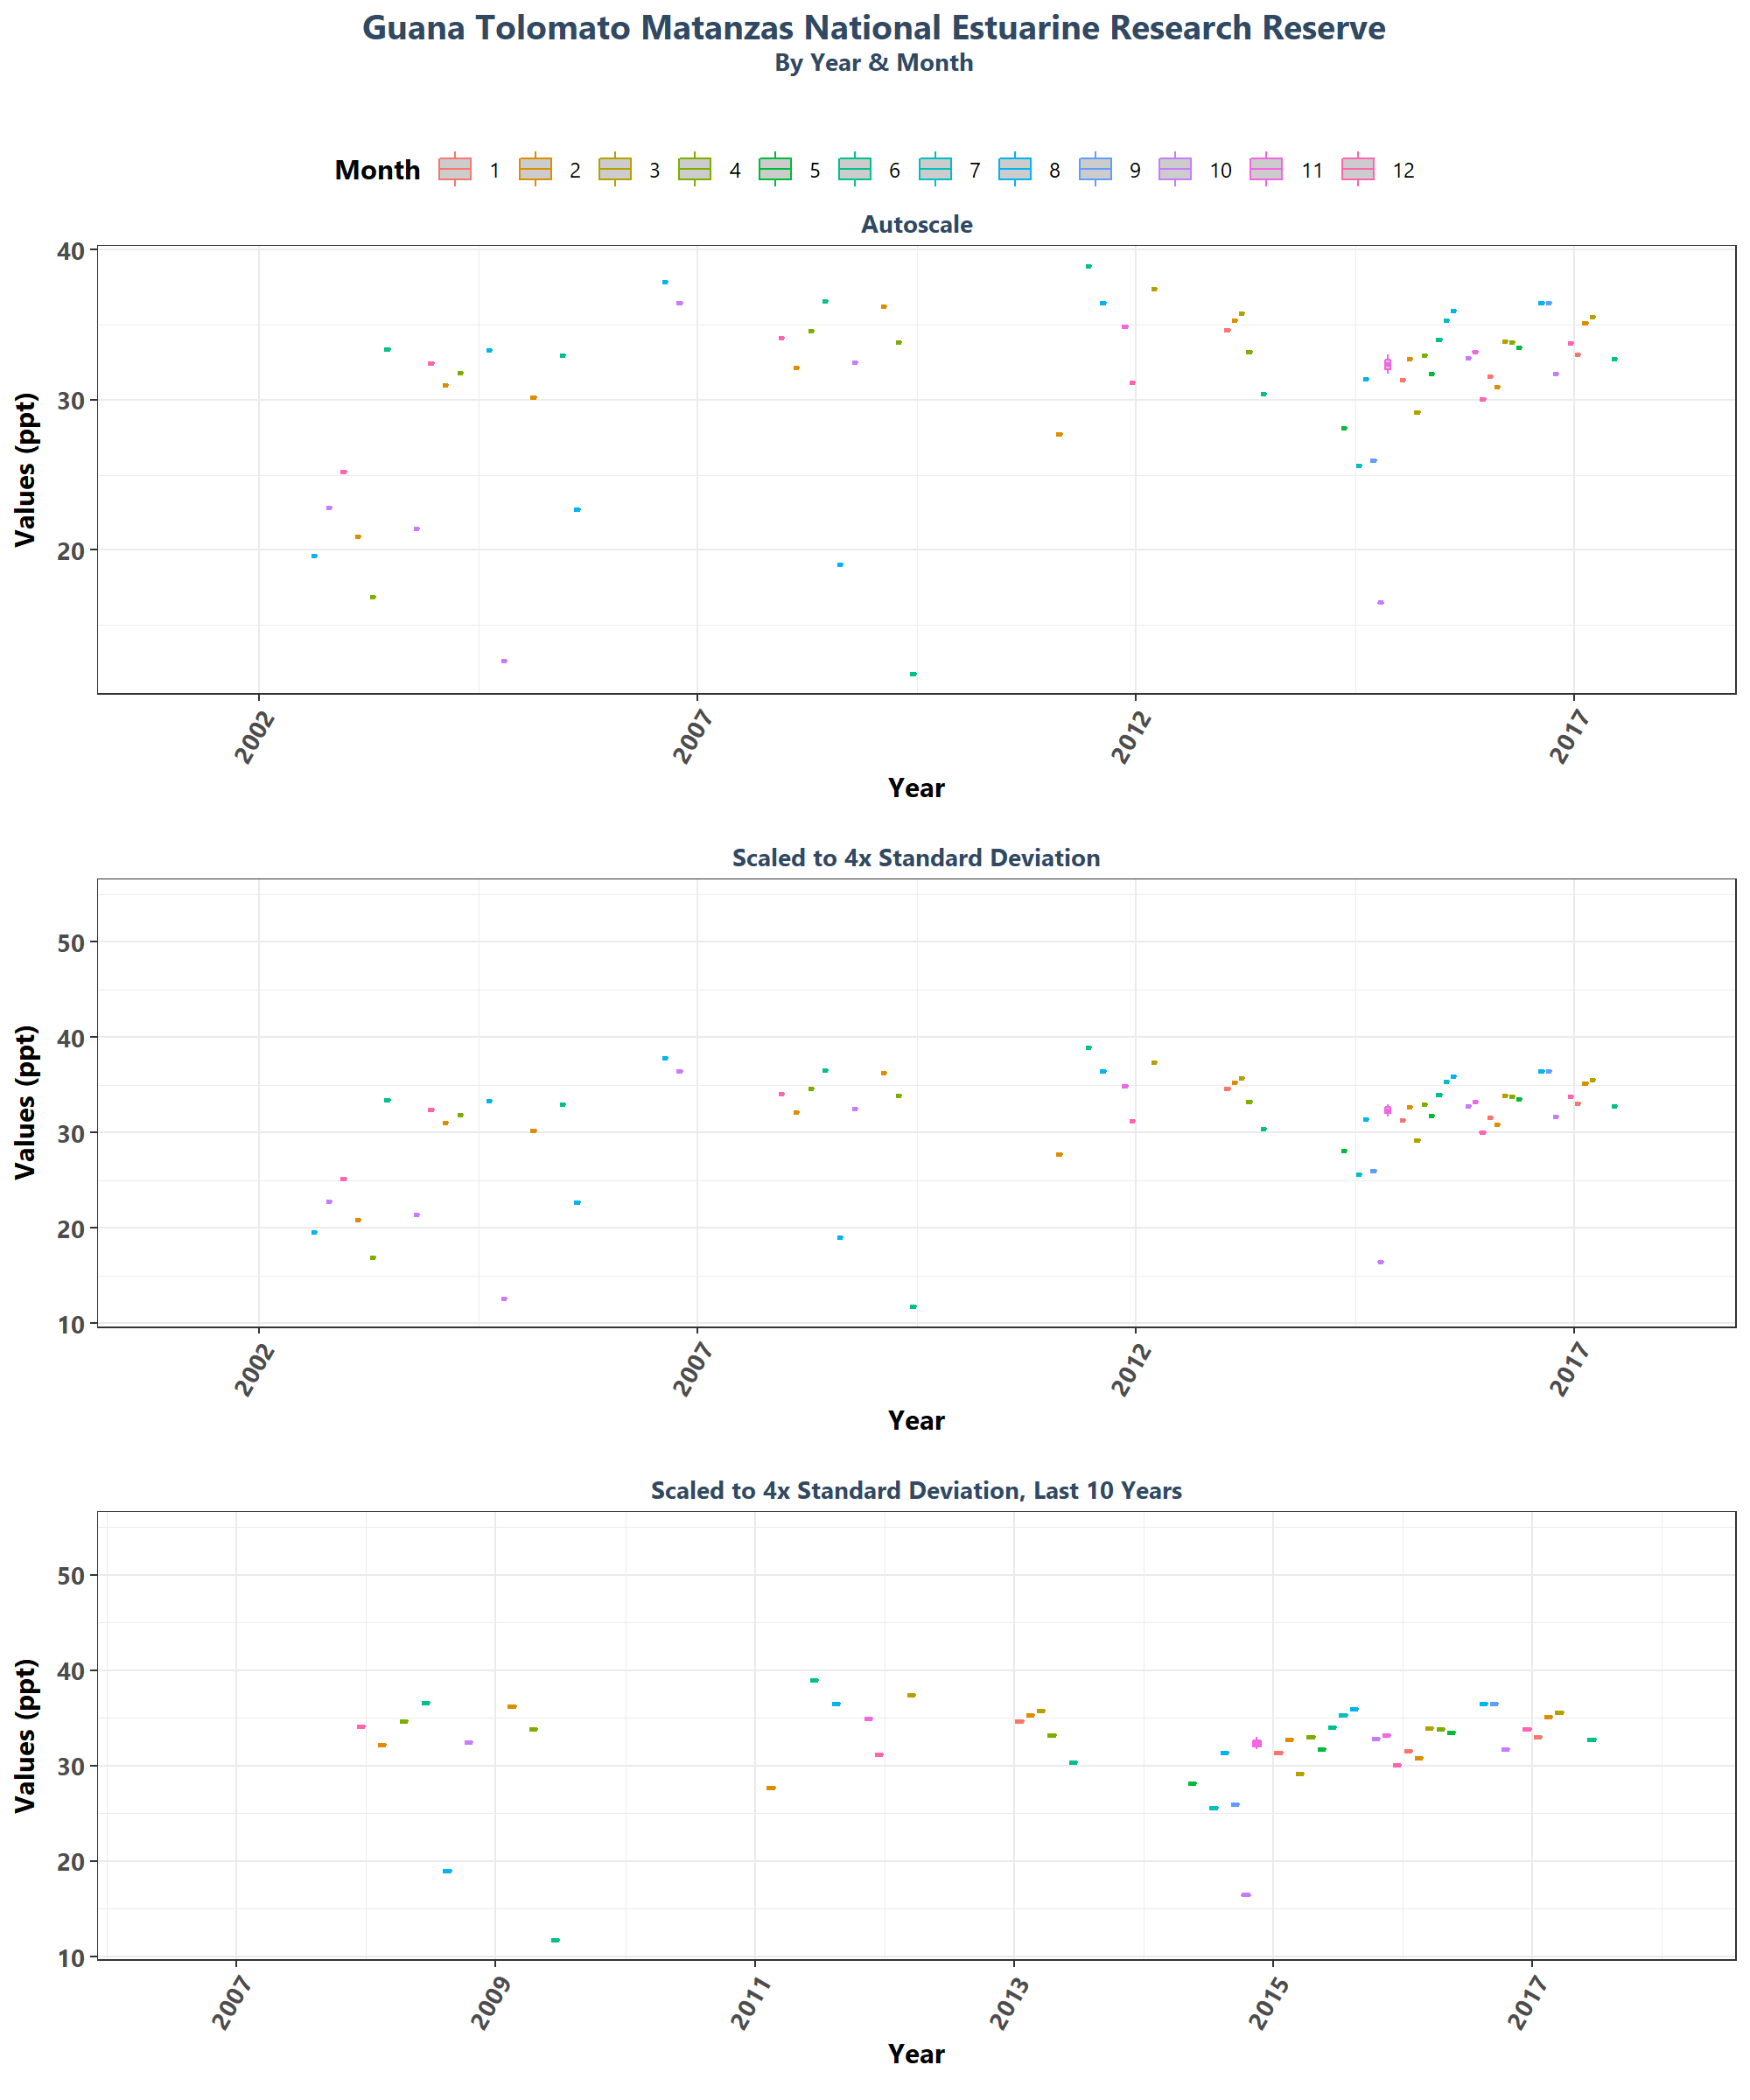 Guana Tolomato Matanzas National Estuarine Research Reserve
By Year & Month
Month 1 2 3 4 5 6 7 8 9 10 11 12
Autoscale
Values (ppt)
40
30
20
2002 2007 2012 2017
Year
Scaled to 4x Standard Deviation
Values (ppt)
50
40
30
20
10
2002 2007 2012 2017
Year
Scaled to 4x Standard Deviation, Last 10 Years
Values (ppt)
50
40
30
20
10
2007 2009 2011 2013 2015 2017
Year